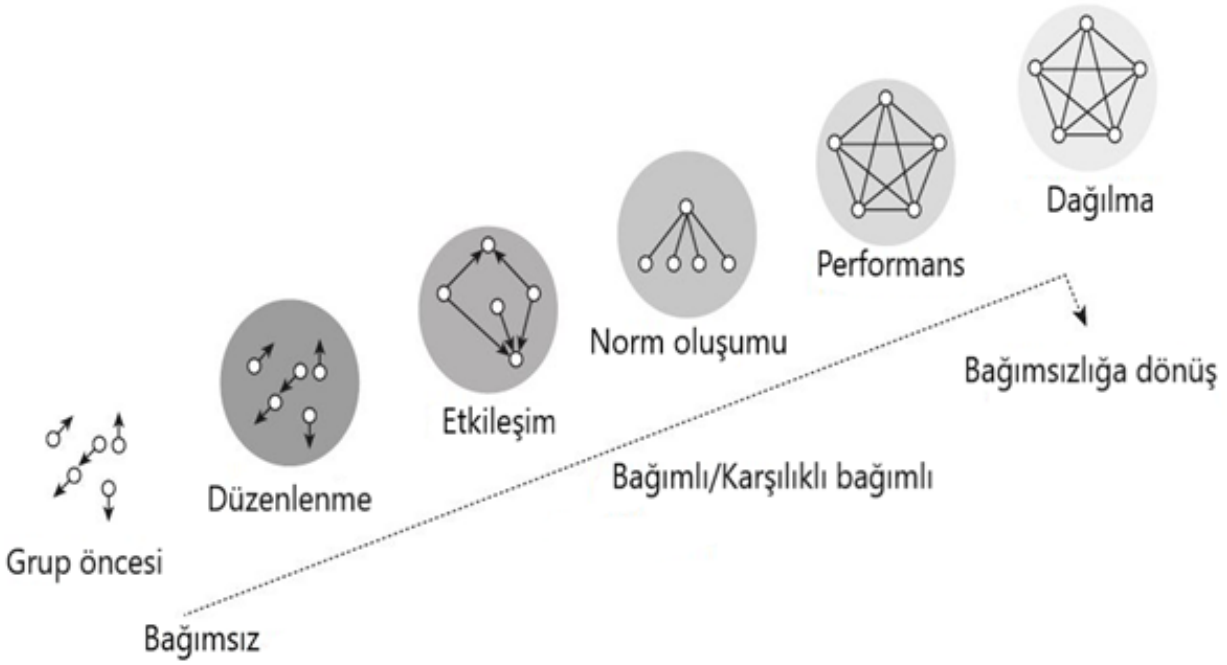 Grup öncesi
Düzenlenme
Etkileşim
Norm oluşumu
Performans
Dağılma
Bağımsız
Bağımlı/Karşılıklı bağımlı
Bağımsızlığa dönüş